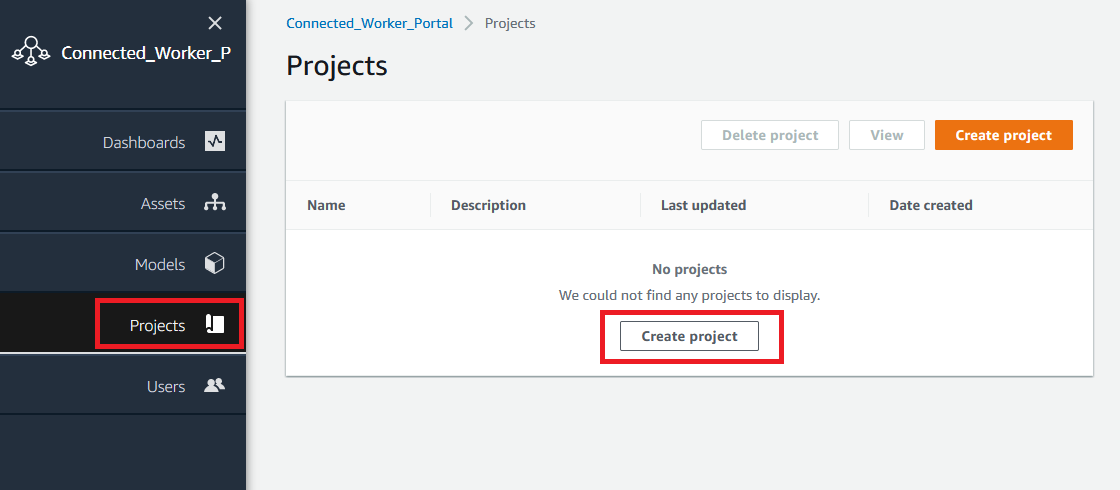 Connected_Worker_P
Dashboards
Assets
Models
Projects
Users
Connected_Worker_Portal Projects
Projects
Delete project View Create project
Name Description Last updated Date created
No projects
We could not find any projects to display.
Create project